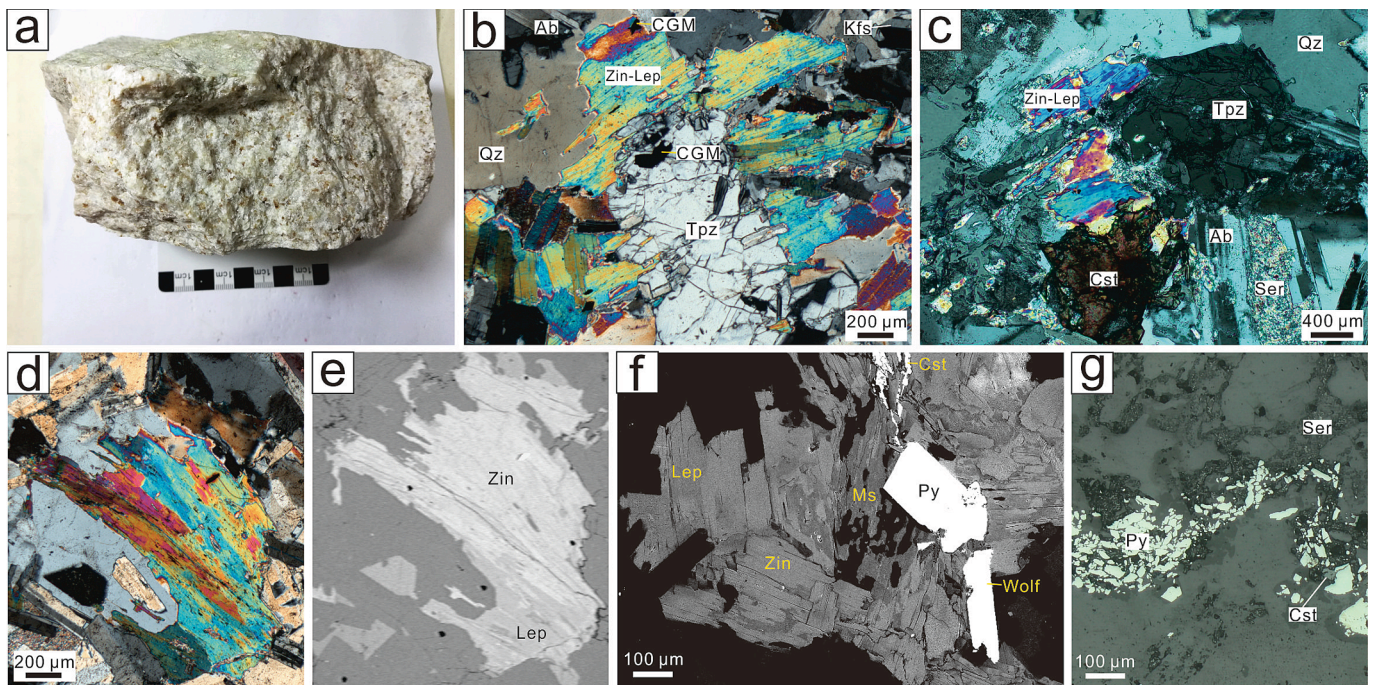 a
1cm
1cm
1cm
1cm
b
Ab
CGM
Kfs
Zin-Lep
Qz
CGM
Tpz
200 µm
c
Qz
Zin-Lep
Tpz
Ab
Cst
Ser
400 µm
d
200 µm
e
Zin
Lep
f
Cst
Lep
Ms
Py
Zin
Wolf
100 µm
g
Ser
Py
Cst
100 µm